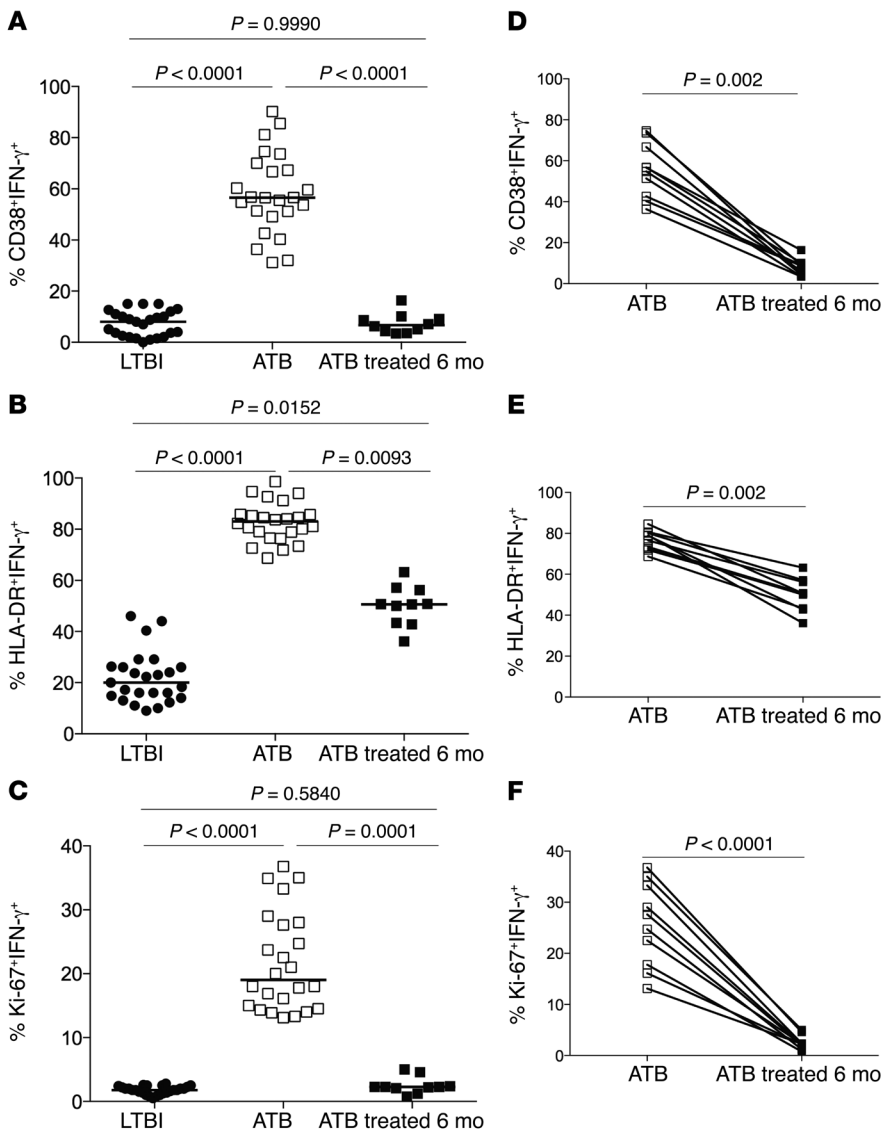 A
P = 0.9990
P < 0.0001 P < 0.0001
% CD38+IFN-γ+
100
80
60
40
20
0
LTBI ATB ATB treated 6 mo
D
P = 0.002
% CD38+IFN-γ+
100
80
60
40
20
0
ATB ATB treated 6 mo
B
P = 0.0152
P < 0.0001 P = 0.0093
% HLA-DR+IFN-γ+
100
80
60
40
20
0
LTBI ATB ATB treated 6 mo
E
P = 0.002
% HLA-DR+IFN-γ+
100
80
60
40
20
0
ATB ATB treated 6 mo
C
P = 0.5840
P < 0.0001 P = 0.0001
% Ki-67+IFN-γ+
40
30
20
10
0
LTBI ATB ATB treated 6 mo
F
P < 0.0001
% Ki-67+IFN-γ+
40
30
20
10
0
ATB ATB treated 6 mo